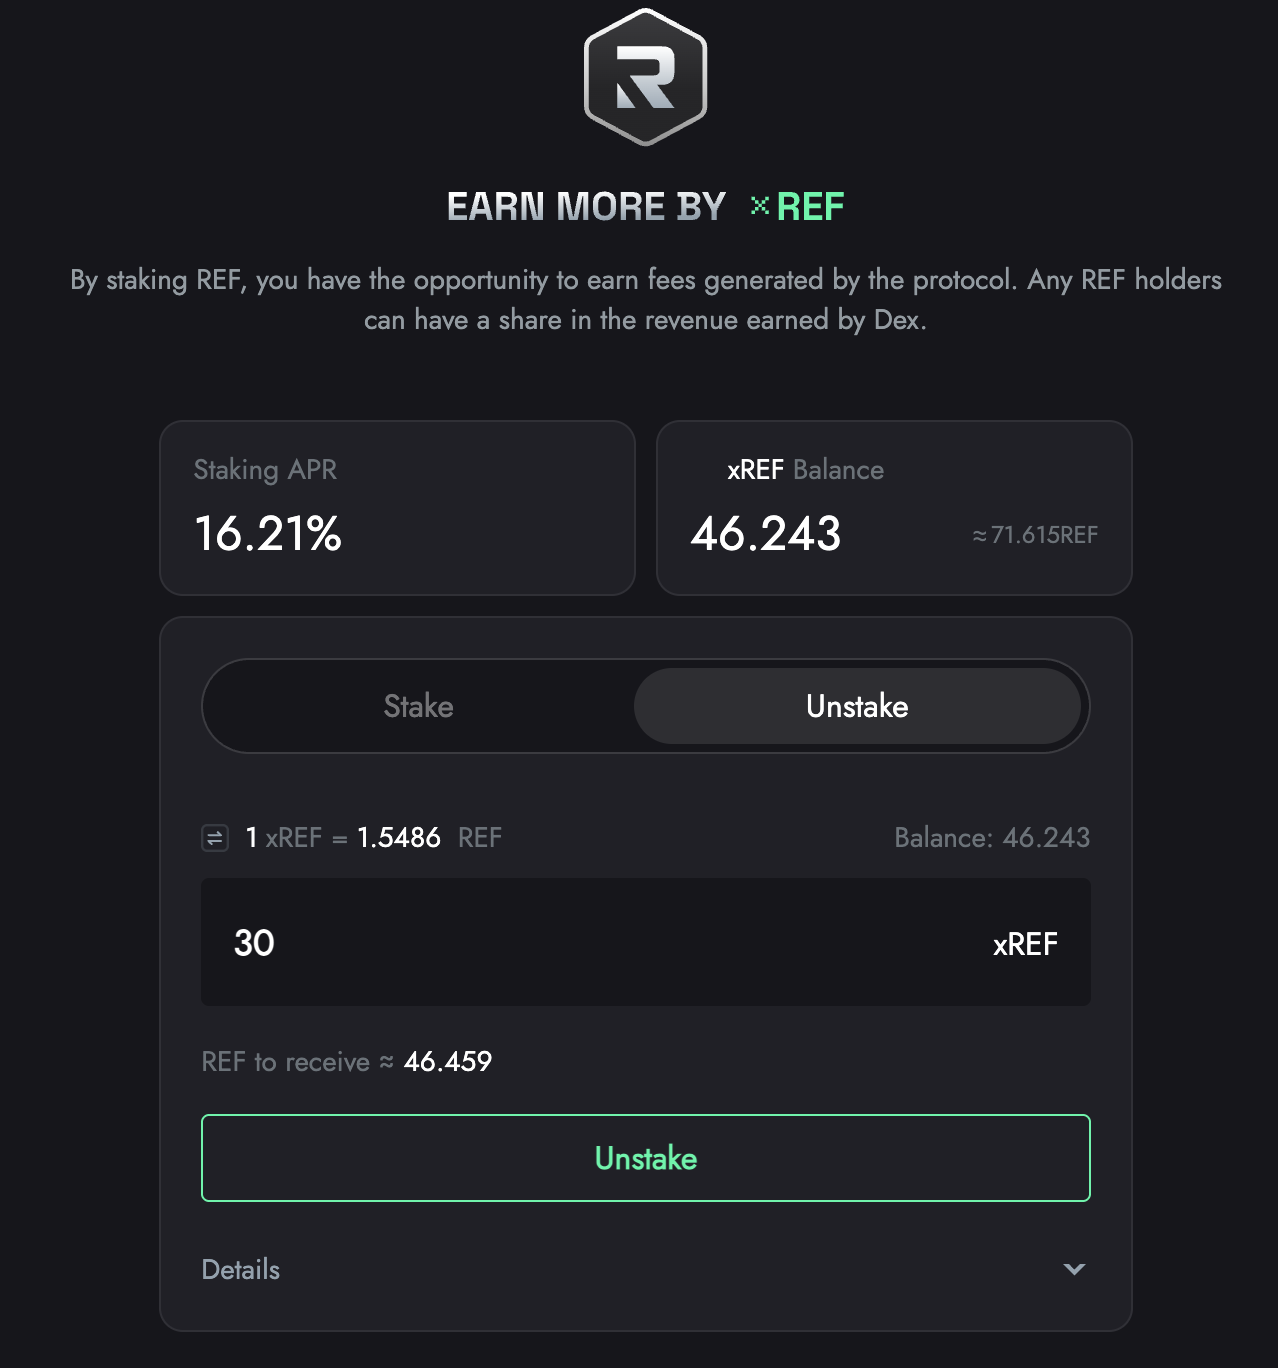 EARN MORE BY xREF
By staking REF, you have the opportunity to earn fees generated by the protocol. Any REF holders
can have a share in the revenue earned by Dex.
Staking APR
16.21%
xREF Balance
46.243
≈71.615REF
Stake
Unstake
1 xREF = 1.5486 REF
Balance: 46.243
30
xREF
REF to receive ≈ 46.459
Unstake
Details